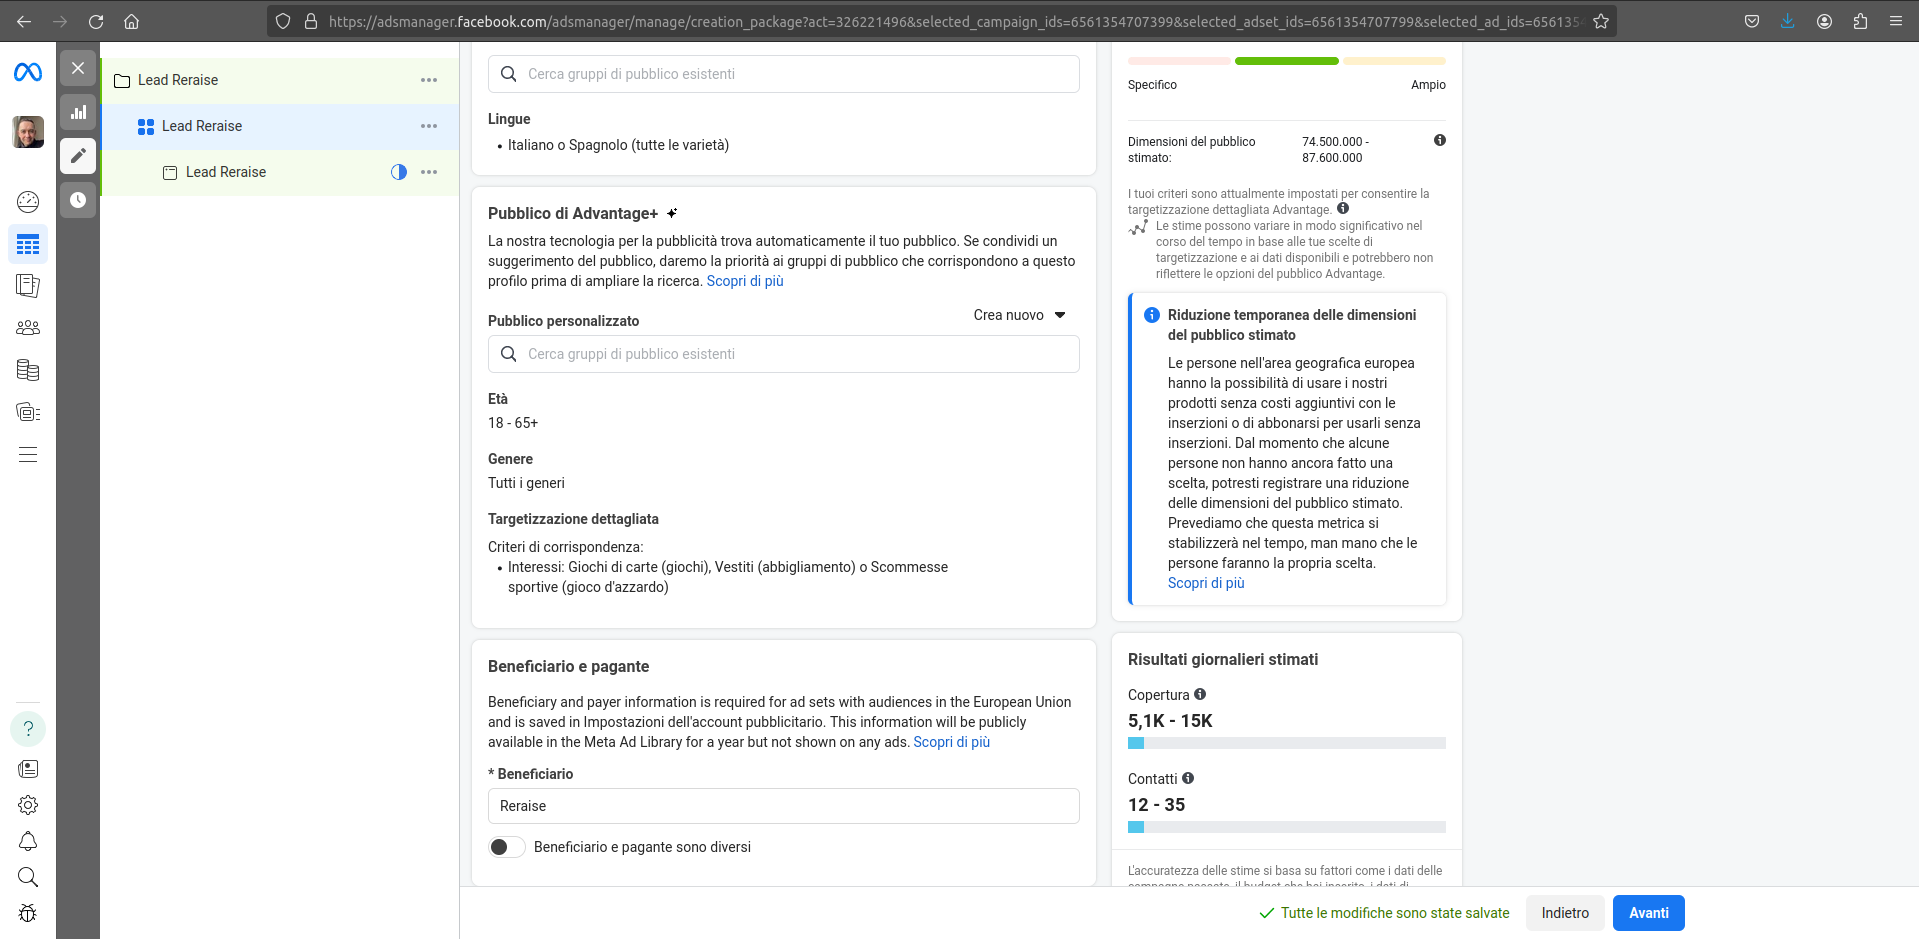 https://adsmanager.facebook.com/adsmanager/manage/creation_package?act=326221496&selected_campaign_ids=6561354707399&selected_adset_ids=6561354707799&selected_ad_ids=656135
Lead Reraise
Lead Reraise
Lead Reraise
Cerca gruppi di pubblico esistenti
Lingue
• Italiano o Spagnolo (tutte le varietà)
Pubblico di Advantage+
La nostra tecnologia per la pubblicità trova automaticamente il tuo pubblico. Se condividi un
suggerimento del pubblico, daremo la priorità ai gruppi di pubblico che corrispondono a questo
profilo prima di ampliare la ricerca. Scopri di più
Pubblico personalizzato
Crea nuovo
Cerca gruppi di pubblico esistenti
Età
18 - 65+
Genere
Tutti i generi
Targetizzazione dettagliata
Criteri di corrispondenza:
• Interessi: Giochi di carte (giochi), Vestiti (abbigliamento) o Scommesse
sportive (gioco d'azzardo)
Beneficiario e pagante
Beneficiary and payer information is required for ad sets with audiences in the European Union
and is saved in Impostazioni dell'account pubblicitario. This information will be publicly
available in the Meta Ad Library for a year but not shown on any ads. Scopri di più
* Beneficiario
Reraise
Beneficiario e pagante sono diversi
Specifico
Ampio
Dimensioni del pubblico
stimato:
74.500.000 -
87.600.000
I tuoi criteri sono attualmente impostati per consentire la
targetizzazione dettagliata Advantage.
Le stime possono variare in modo significativo nel
corso del tempo in base alle tue scelte di
targetizzazione e ai dati disponibili e potrebbero non
riflettere le opzioni del pubblico Advantage.
Riduzione temporanea delle dimensioni
del pubblico stimato
Le persone nell'area geografica europea
hanno la possibilità di usare i nostri
prodotti senza costi aggiuntivi con le
inserzioni o di abbonarsi per usarli senza
inserzioni. Dal momento che alcune
persone non hanno ancora fatto una
scelta, potresti registrare una riduzione
delle dimensioni del pubblico stimato.
Prevediamo che questa metrica si
stabilizzerà nel tempo, man mano che le
persone faranno la propria scelta.
Scopri di più
Risultati giornalieri stimati
Copertura
5,1K - 15K
Contatti
12 - 35
L'accuratezza delle stime si basa su fattori come i dati delle
campagne passate, il budget che hai inserito, i dati di
Tutte le modifiche sono state salvate
Indietro
Avanti